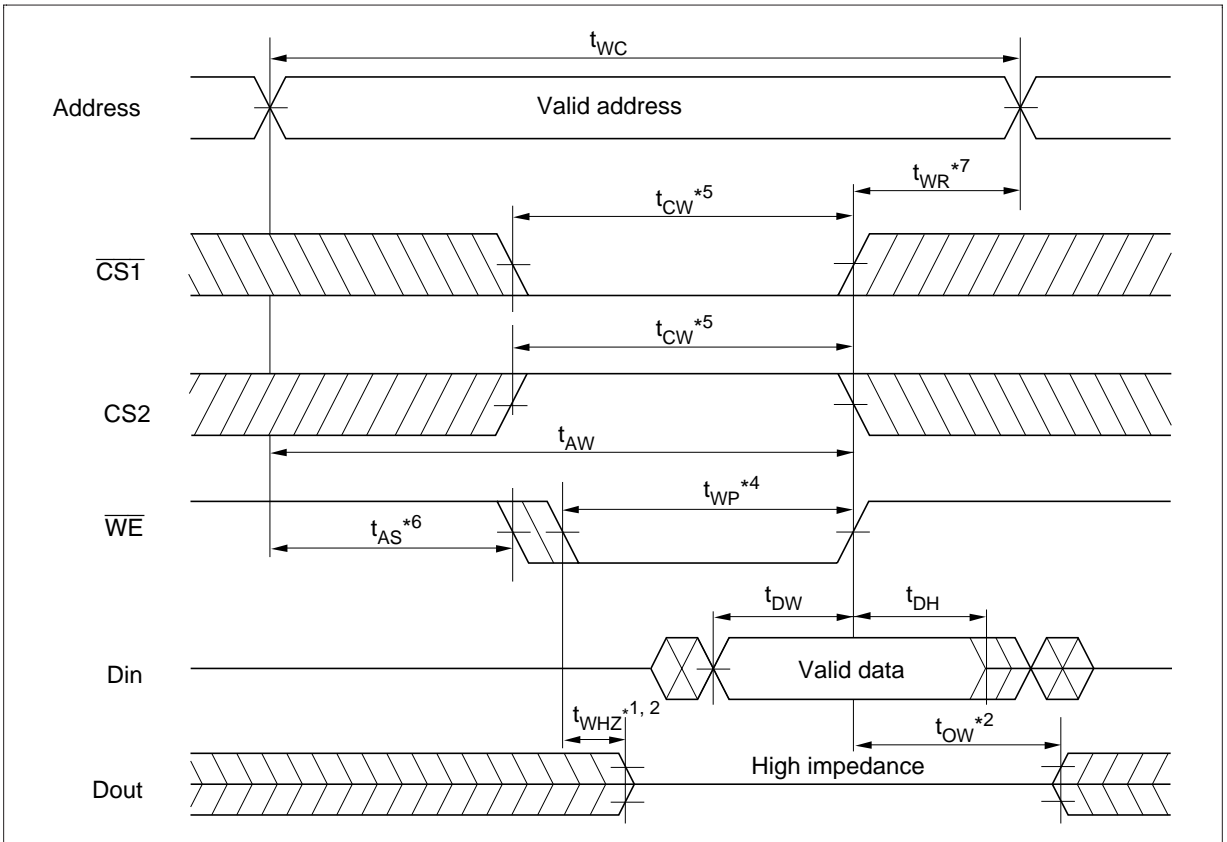 tWC
Address
Valid address
tWR*7
tCW*5
CS1
tCW*5
CS2
tAW
tWP*4
WE
tAS*6
tDW
tDH
Din
Valid data
tWHZ*1, 2
tOW*2
High impedance
Dout